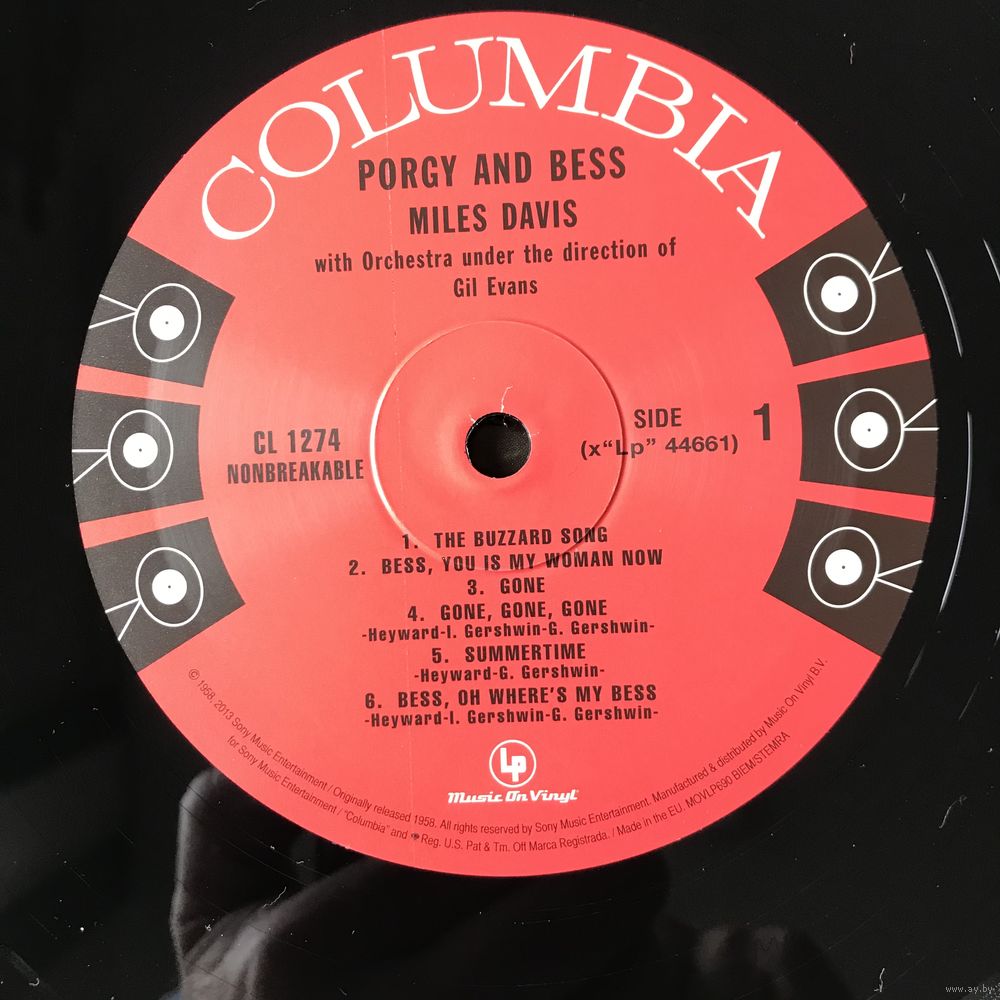 COLUMBIA
PORGY AND BESS
MILES DAVIS
with Orchestra under the direction of
Gil Evans
CL 1274
NONBREAKABLE
SIDE 1
(x“Lp” 44661)
1. THE BUZZARD SONG
2. BESS, YOU IS MY WOMAN NOW
3. GONE
4. GONE, GONE, GONE
-Heyward-I. Gershwin-G. Gershwin-
5. SUMMERTIME
-Heyward-G. Gershwin-
6. BESS, OH WHERE'S MY BESS
-Heyward-I. Gershwin-G. Gershwin-
LP
Music On Vinyl
© 1958, 2013 Sony Music Entertainment / Originally released 1958. All rights reserved by Sony Music Entertainment. Manufactured & distributed by Music On Vinyl B.V.
for Sony Music Entertainment / “Columbia” and Reg. U.S. Pat & Tm. Off Marca Registrada. / Made in the EU. MOVLP690 BIEM/STEMRA
www.ay.by